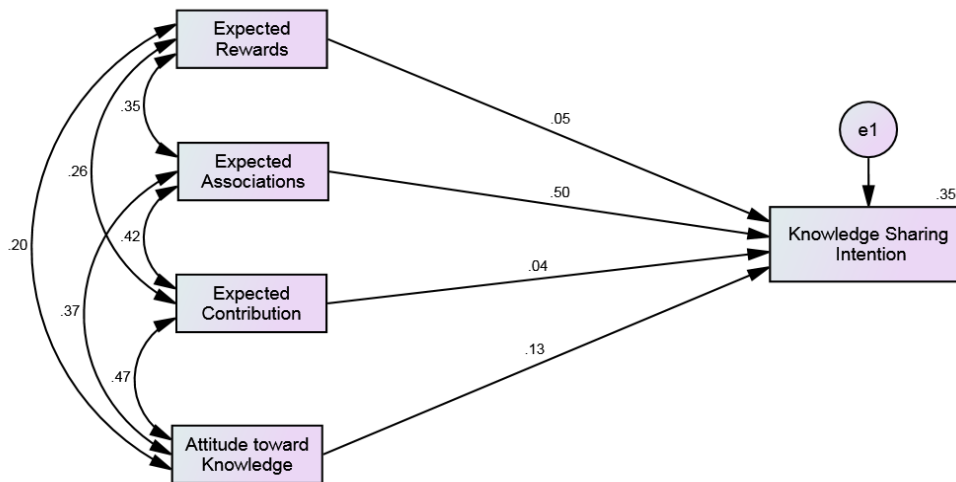 Expected
Rewards
.05
e1
.35
Expected
Associations
.50
.35
Knowledge Sharing
Intention
.26
.42
.20
.04
Expected
Contribution
.37
.13
.47
Attitude toward
Knowledge